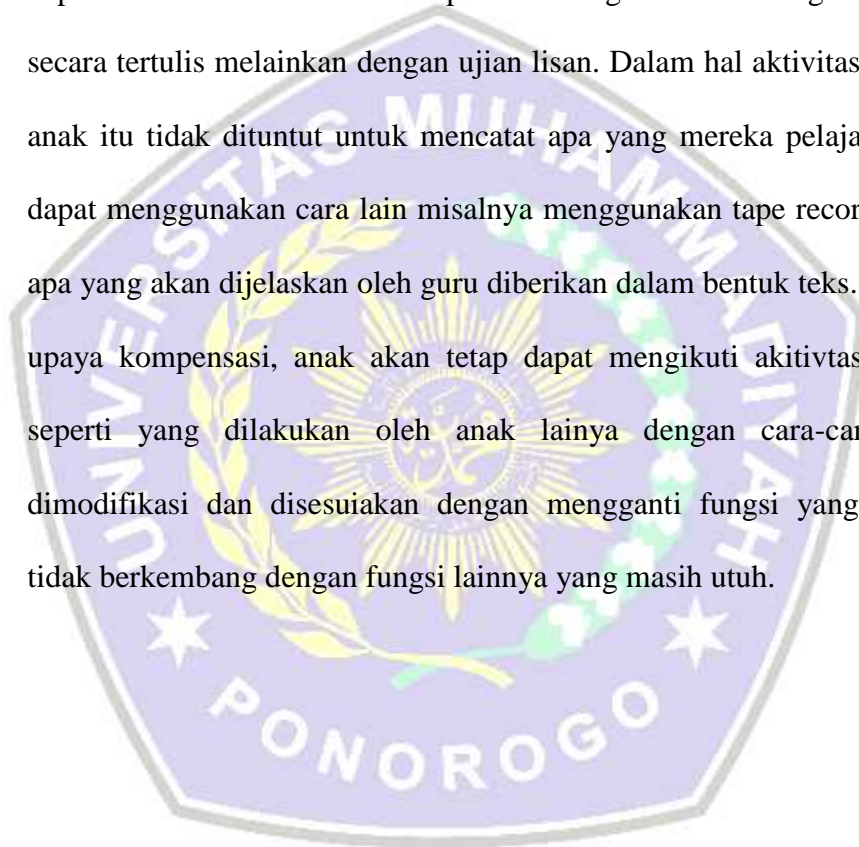 secara tertulis melainkan dengan ujian lisan. Dalam hal aktivitas
anak itu tidak dituntut untuk mencatat apa yang mereka pelaja
dapat menggunakan cara lain misalnya menggunakan tape recor
apa yang akan dijelaskan oleh guru diberikan dalam bentuk teks.
upaya kompensasi, anak akan tetap dapat mengikuti akitivtas
seperti yang dilakukan oleh anak lainya dengan cara-car
dimodifikasi dan disesuiakan dengan mengganti fungsi yang
tidak berkembang dengan fungsi lainnya yang masih utuh.
UNIVERSITAS MUHAMMADIYAH
PONOROGO